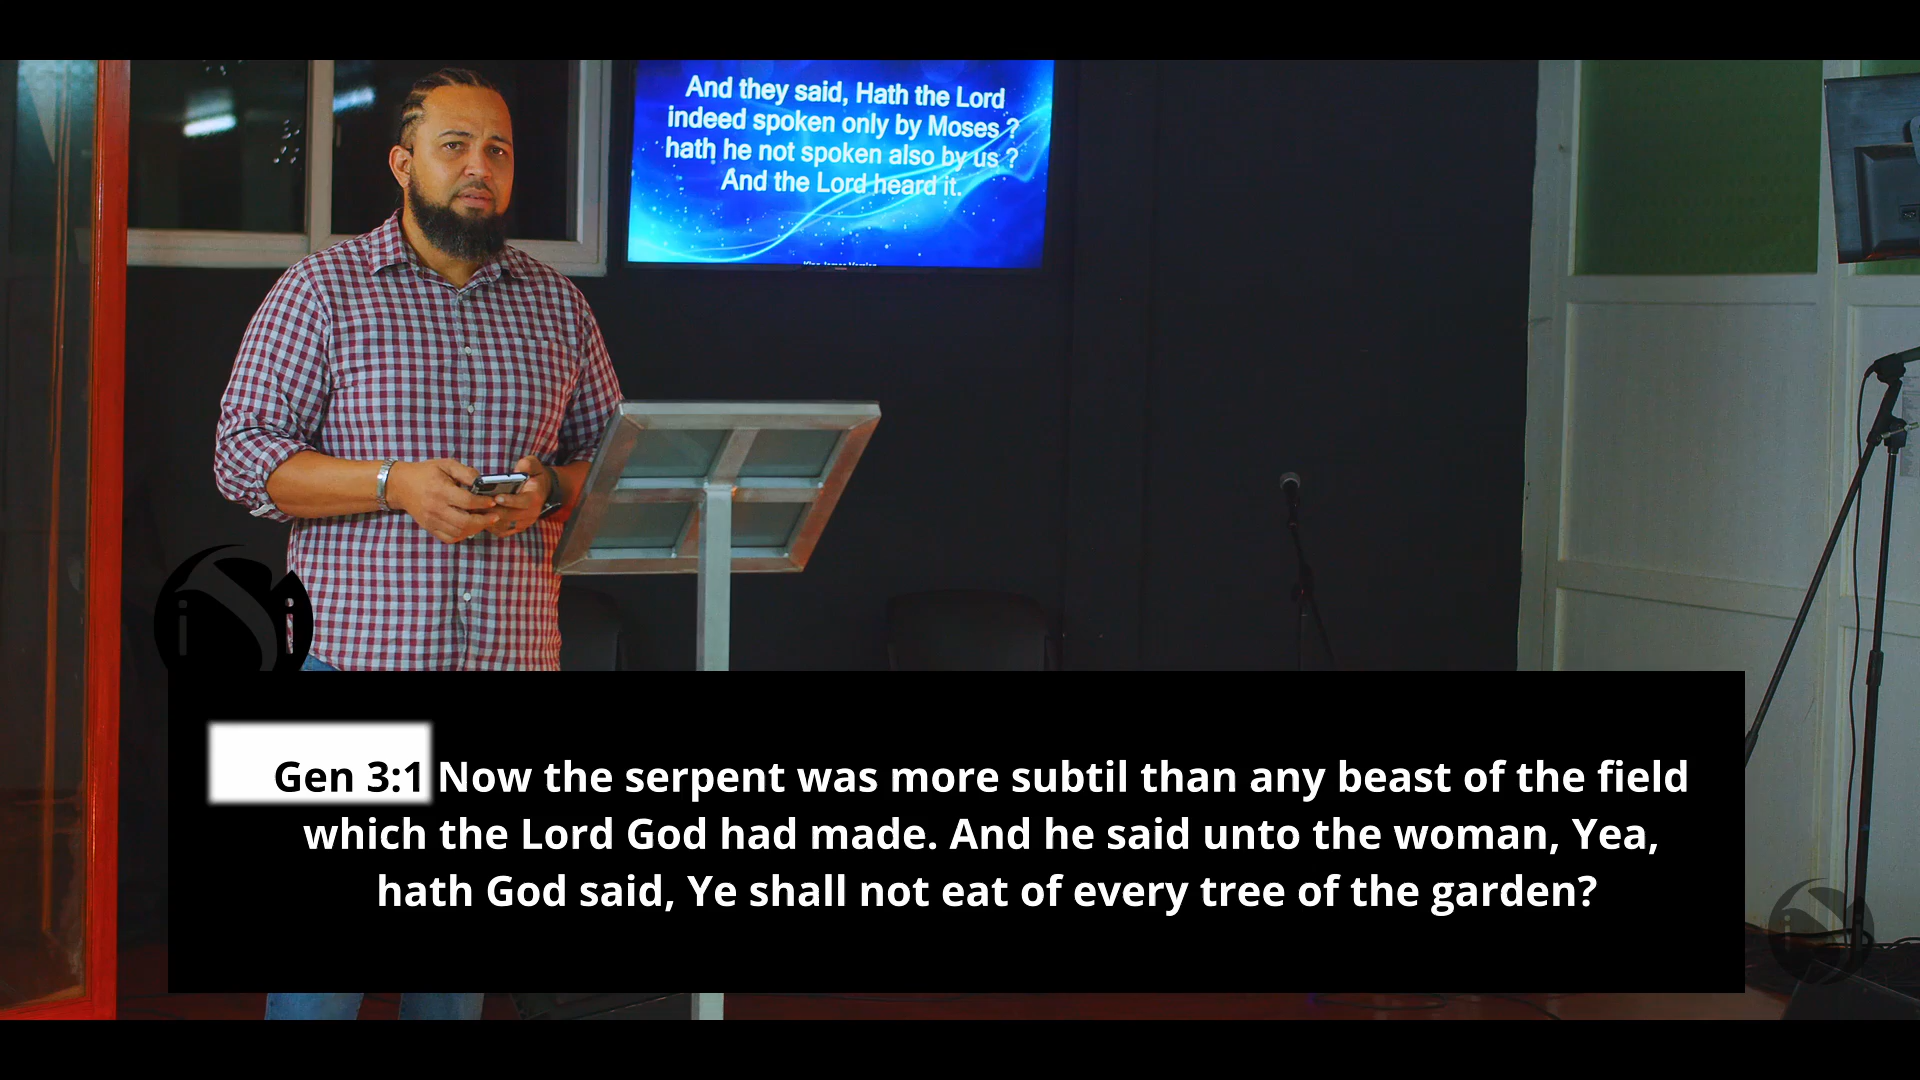 And they said, Hath the Lord
indeed spoken only by Moses ?
hath he not spoken also by us ?
And the Lord heard it.
King James Version
Gen 3:1 Now the serpent was more subtil than any beast of the field
which the Lord God had made. And he said unto the woman, Yea,
hath God said, Ye shall not eat of every tree of the garden?